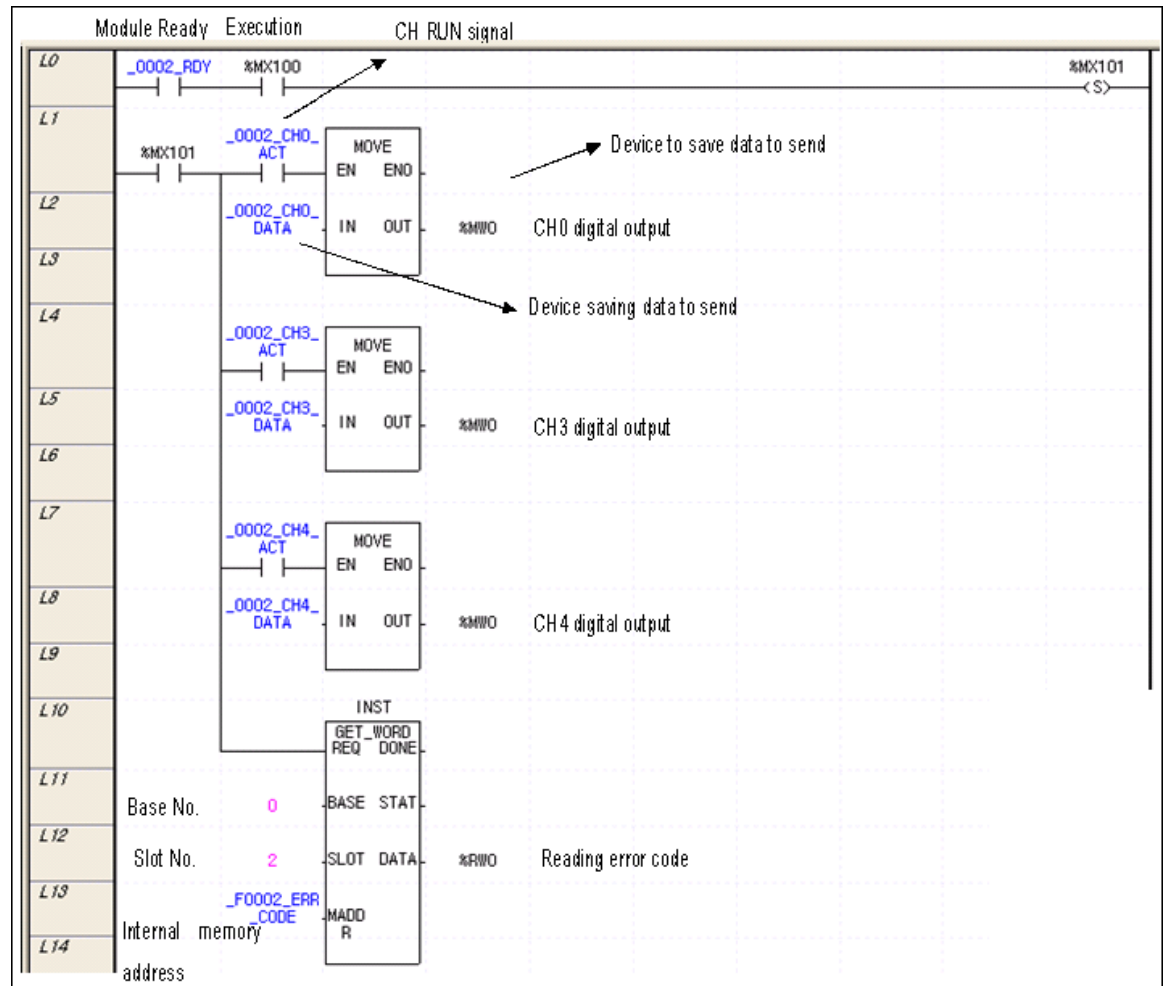 Module Ready Execution CH RUN signal
L0 _0002_RDY %MX100 %MX101
(S)
L1 _0002_CH0_
ACT
%MX101
MOVE
EN ENO
Device to save data to send
L2 _0002_CH0_
DATA
IN OUT %MW0 CH0 digital output
L3
Device saving data to send
L4 _0002_CH3_
ACT
MOVE
EN ENO
L5 _0002_CH3_
DATA
IN OUT %MW0 CH3 digital output
L6
L7 _0002_CH4_
ACT
MOVE
EN ENO
L8 _0002_CH4_
DATA
IN OUT %MW0 CH4 digital output
L9
L10 INST
GET_WORD
REQ DONE
L11
Base No. 0 BASE STAT
L12
Slot No. 2 SLOT DATA %RW0 Reading error code
L13 _F0002_ERR
_CODE
MADD
R
Internal memory
L14
address